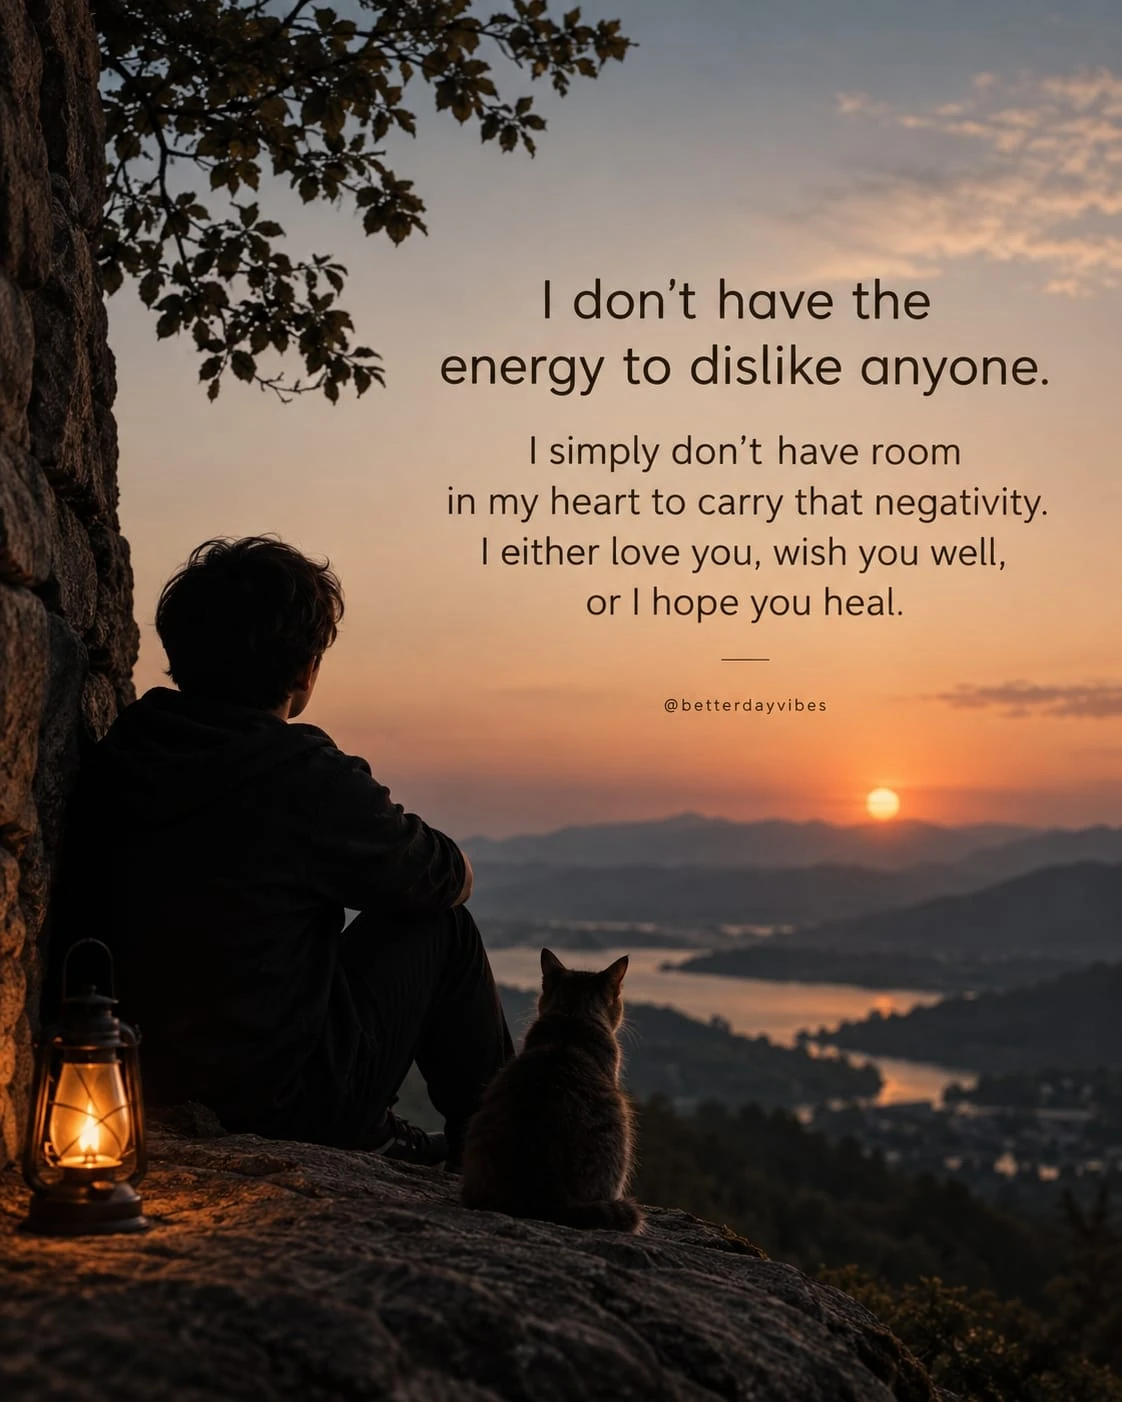 I don’t have the
energy to dislike anyone.
I simply don’t have room
in my heart to carry that negativity.
I either love you, wish you well,
or I hope you heal.
@betterdayvibes